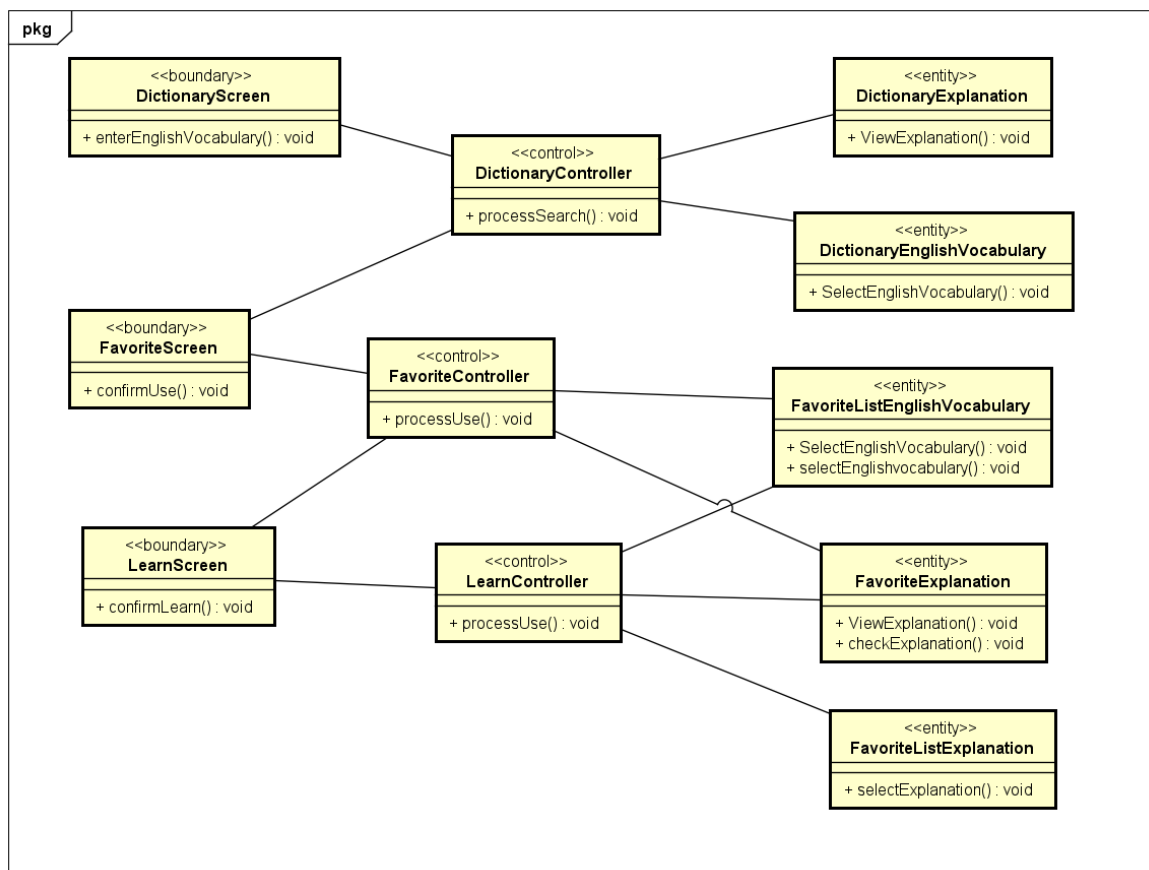 pkg
<<boundary>>
DictionaryScreen
+ enterEnglishVocabulary() : void
<<entity>>
DictionaryExplanation
+ ViewExplanation() : void
<<control>>
DictionaryController
+ processSearch() : void
<<entity>>
DictionaryEnglishVocabulary
+ SelectEnglishVocabulary() : void
<<boundary>>
FavoriteScreen
+ confirmUse() : void
<<control>>
FavoriteController
+ processUse() : void
<<entity>>
FavoriteListEnglishVocabulary
+ SelectEnglishVocabulary() : void
+ selectEnglishvocabulary() : void
<<boundary>>
LearnScreen
+ confirmLearn() : void
<<control>>
LearnController
+ processUse() : void
<<entity>>
FavoriteExplanation
+ ViewExplanation() : void
+ checkExplanation() : void
<<entity>>
FavoriteListExplanation
+ selectExplanation() : void